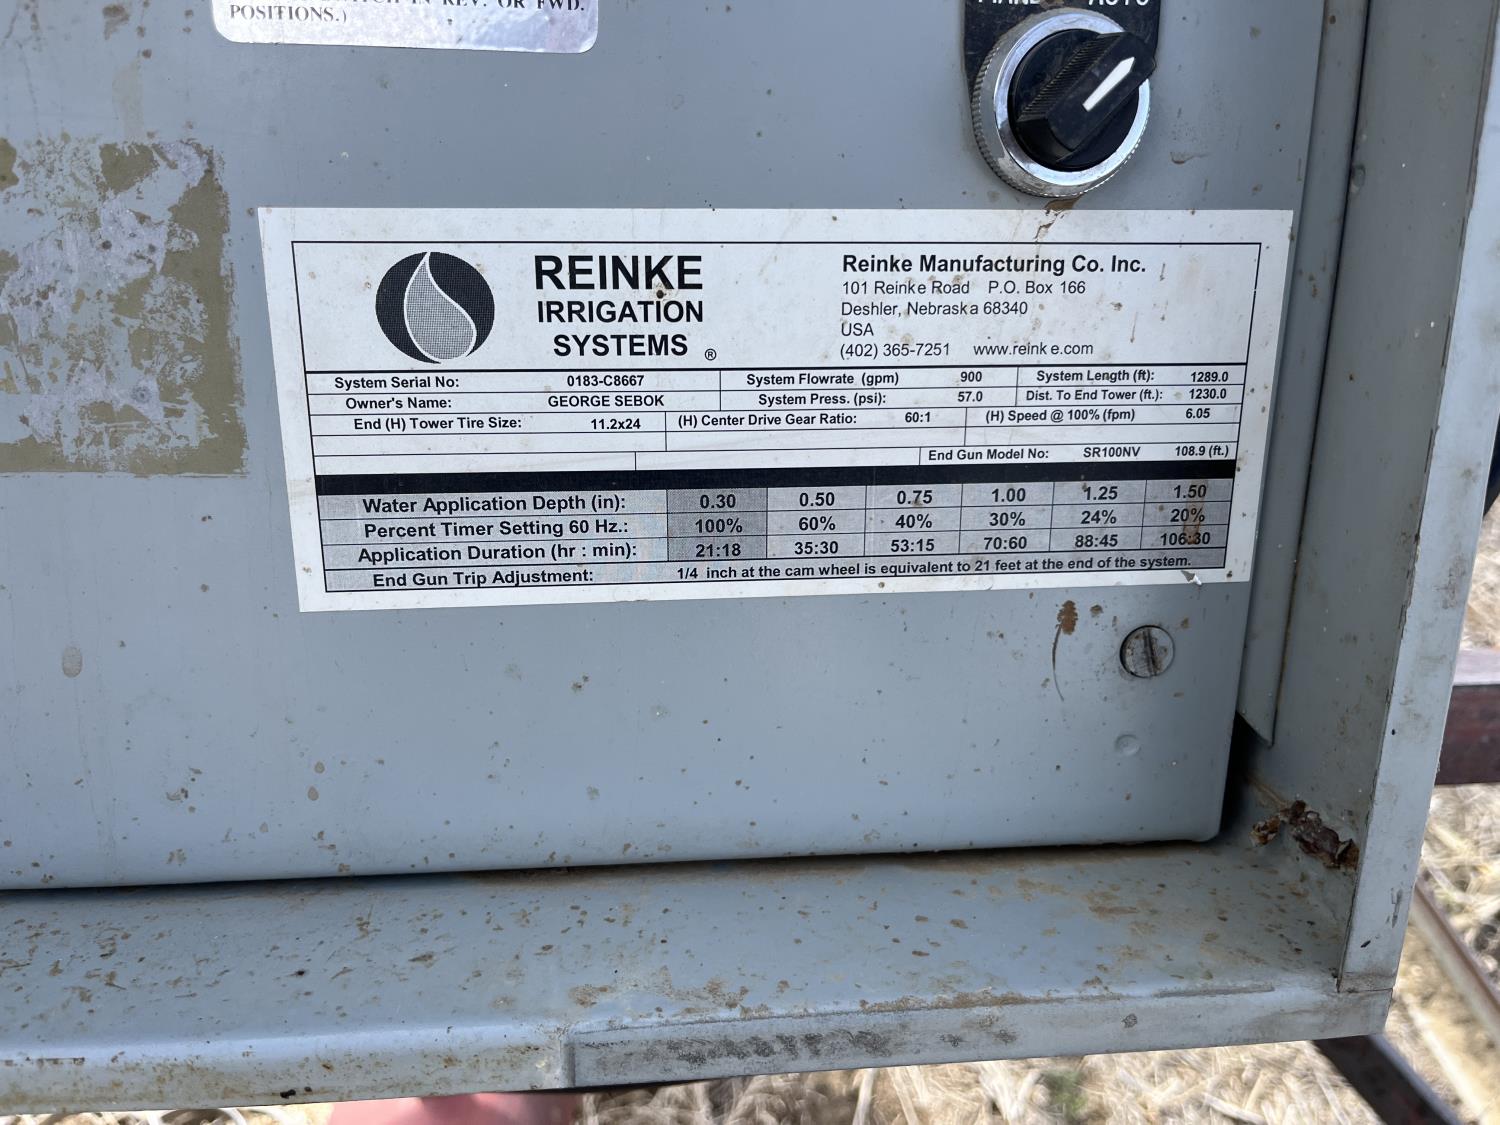 REV. OR FWD.
POSITIONS.)
AUTO
REINKE
IRRIGATION
SYSTEMS ®
Reinke Manufacturing Co. Inc.
101 Reinke Road P.O. Box 166
Deshler, Nebraska 68340
USA
(402) 365-7251 www.reinke.com
System Serial No: 0183-C8667 System Flowrate (gpm) 900 System Length (ft): 1289.0
Owner's Name: GEORGE SEBOK System Press. (psi): 57.0 Dist. To End Tower (ft.): 1230.0
End (H) Tower Tire Size: 11.2x24 (H) Center Drive Gear Ratio: 60:1 (H) Speed @ 100% (fpm) 6.05
End Gun Model No: SR100NV 108.9 (ft.)
Water Application Depth (in): 0.30 0.50 0.75 1.00 1.25 1.50
Percent Timer Setting 60 Hz.: 100% 60% 40% 30% 24% 20%
Application Duration (hr : min): 21:18 35:30 53:15 70:60 88:45 106:30
End Gun Trip Adjustment: 1/4 inch at the cam wheel is equivalent to 21 feet at the end of the system.